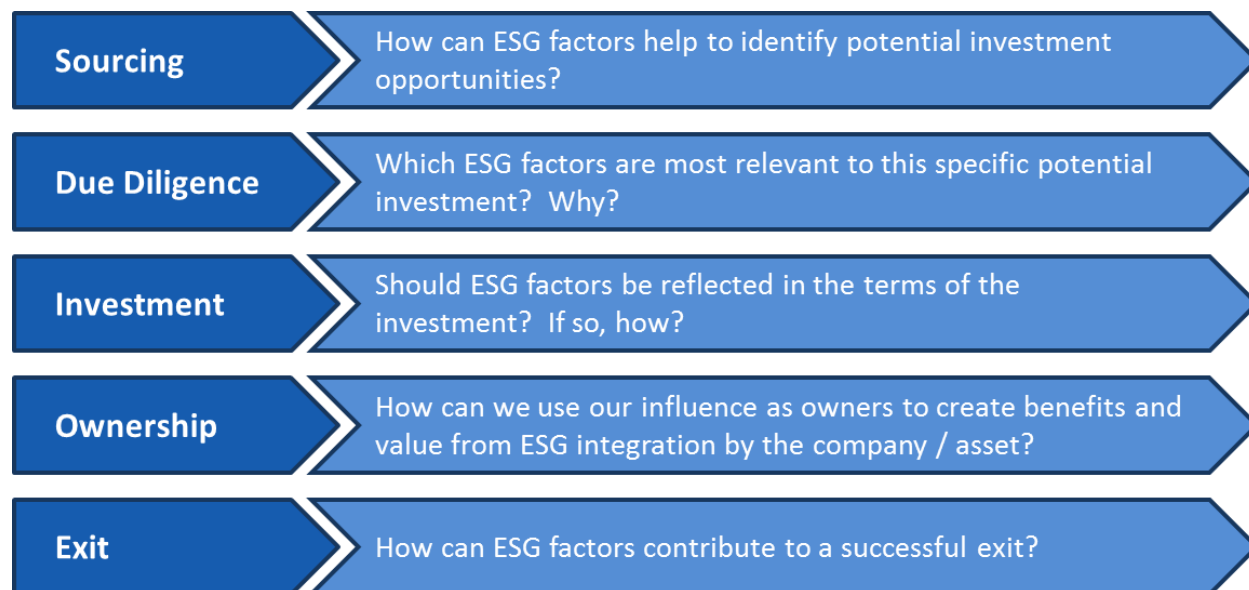 Sourcing
How can ESG factors help to identify potential investment
opportunities?
Due Diligence
Which ESG factors are most relevant to this specific potential
investment?  Why?
Investment
Should ESG factors be reflected in the terms of the
investment?  If so, how?
Ownership
How can we use our influence as owners to create benefits and
value from ESG integration by the company / asset?
Exit
How can ESG factors contribute to a successful exit?